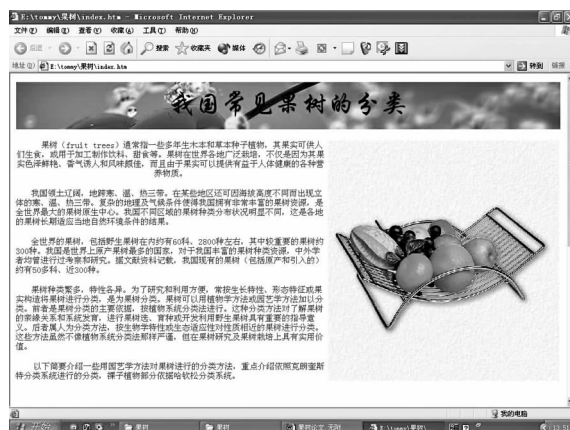 E:\tommy\果树\index.htm - Microsoft Internet Explorer
文件(F) 编辑(E) 查看(V) 收藏(A) 工具(T) 帮助(H)
后退 搜索 收藏夹 媒体
地址(D) E:\tommy\果树\index.htm 转到 链接
我国常见果树的分类
果树（fruit trees）通常指一些多年生木本和草本种子植物，其果实可供人
们生食，或用于加工制作饮料、甜食等。果树在世界各地广泛栽培，不仅是因为其果
实色泽鲜艳、香气诱人和风味颇佳，而且由于果实可以提供有益于人体健康的各种营
养物质。
我国领土辽阔，地跨寒、温、热三带。在某些地区还可因海拔高度不同而出现立
体的寒、温、热三带。复杂的地理及气候条件使得我国拥有非常丰富的果树资源，是
全世界最大的果树原生中心。我国不同区域的果树种类分布状况明显不同，这是各地
的果树长期适应当地自然环境条件的结果。
全世界的果树，包括野生果树在内约有60科、2800种左右，其中较重要的果树约
300种。我国是世界上原产果树最多的国家，对于我国丰富的果树种类资源，中外学
者均曾进行过考察和研究。据文献资料记载，我国现有的果树（包括原产和引入的）
约有50多科、近300种。
果树种类繁多，特性各异。为了研究和利用方便，常按生长特性、形态特征或果
实构造将果树进行分类，是为果树分类。果树可以用植物学方法或园艺学方法加以分
类。前者是果树分类的主要依据，按植物系统分类法进行。这种分类方法对了解果树
的亲缘关系和系统发育，进行果树选、育种或开发利用野生果树具有重要的指导意
义。后者属人为分类方法，按生物学特性或生态适应性对性质相近的果树进行分类。
这些方法虽然不像植物系统分类法那样严谨，但在果树研究及果树栽培上具有实用价
值。
以下简要介绍一些用园艺学方法对果树进行的分类方法，重点介绍依照克朗奎斯
特分类系统进行的分类，裸子植物部分依据哈钦松分类系统。
我的电脑
开始 果树 果树 果树论文.无附 E:\tommy\果树\ 13:51